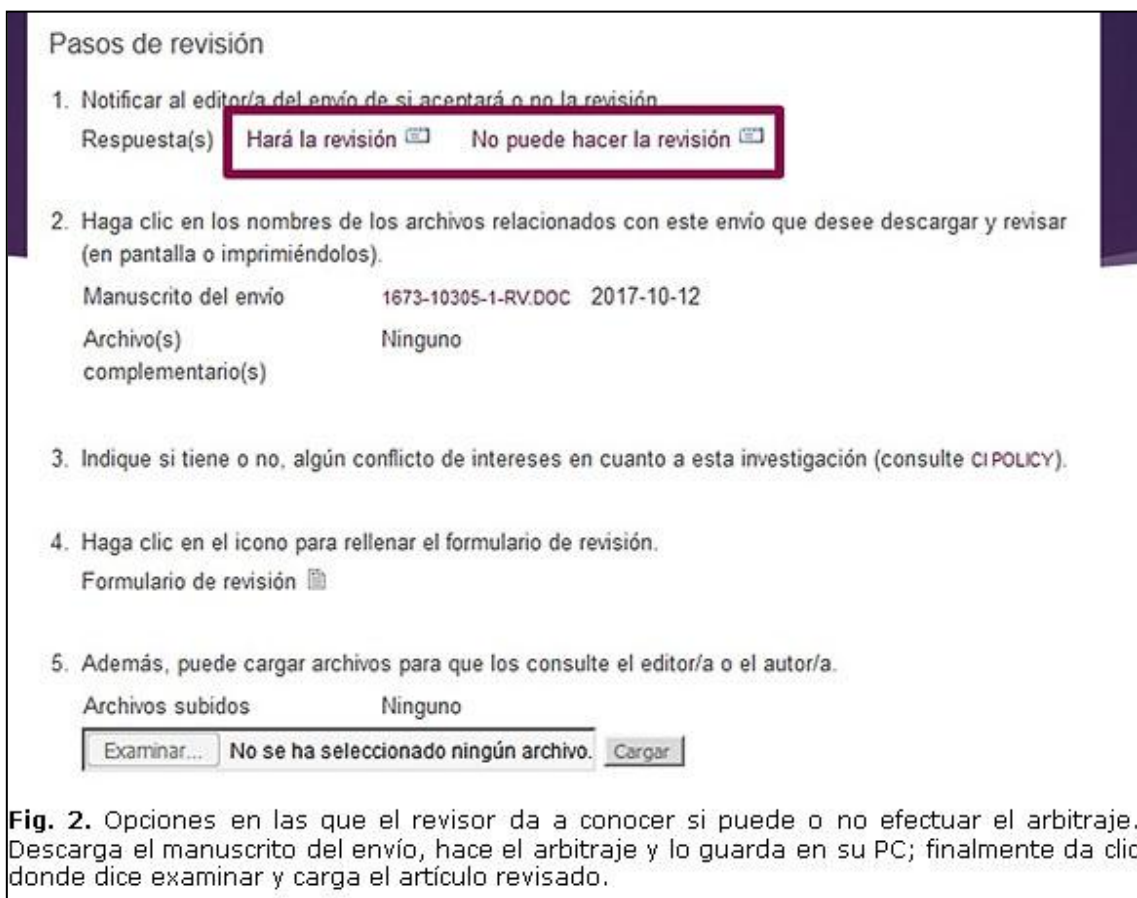 Pasos de revisión
1. Notificar al editor/a del envío de si aceptará o no la revisión
Respuesta(s) Hará la revisión No puede hacer la revisión
2. Haga clic en los nombres de los archivos relacionados con este envío que desee descargar y revisar
(en pantalla o imprimiéndolos).
Manuscrito del envío 1673-10305-1-RV.DOC 2017-10-12
Archivo(s) Ninguno
complementario(s)
3. Indique si tiene o no, algún conflicto de intereses en cuanto a esta investigación (consulte CI POLICY).
4. Haga clic en el icono para rellenar el formulario de revisión.
Formulario de revisión
5. Además, puede cargar archivos para que los consulte el editor/a o el autor/a.
Archivos subidos Ninguno
Examinar... No se ha seleccionado ningún archivo. Cargar
Fig. 2. Opciones en las que el revisor da a conocer si puede o no efectuar el arbitraje.
Descarga el manuscrito del envío, hace el arbitraje y lo guarda en su PC; finalmente da clic
donde dice examinar y carga el artículo revisado.